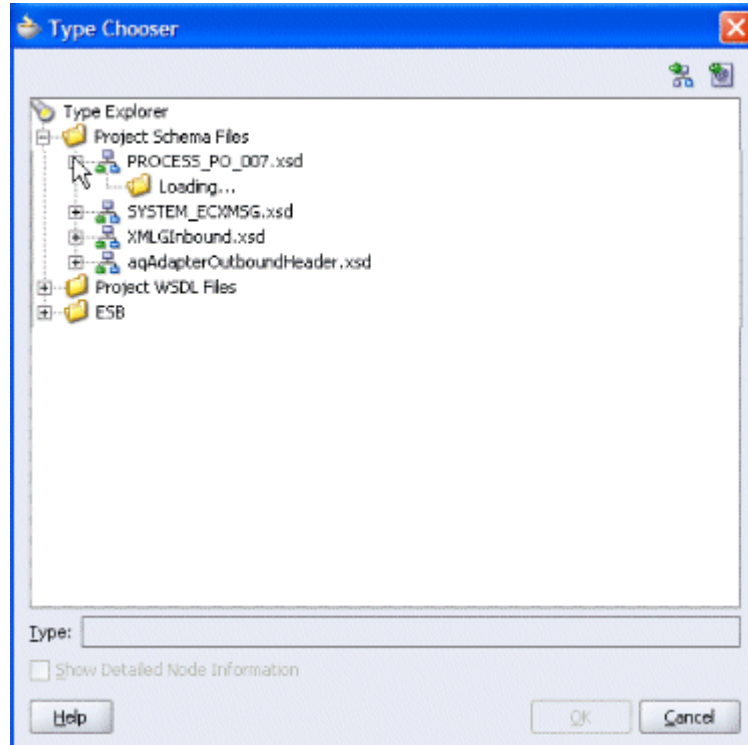 Type Chooser
Type Explorer
Project Schema Files
PROCESS_PO_007.xsd
Loading...
SYSTEM_ECXMSG.xsd
XMLGInbound.xsd
aqAdapterOutboundHeader.xsd
Project WSDL Files
ESB
Type:
Show Detailed Node Information
Help OK Cancel